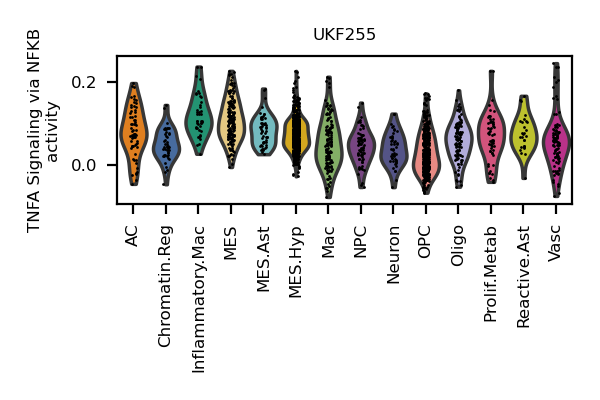 UKF255
TNFA Signaling via NFKB
activity
0.2
0.0
AC
Chromatin.Reg
Inflammatory.Mac
MES
MES.Ast
MES.Hyp
Mac
NPC
Neuron
OPC
Oligo
Prolif.Metab
Reactive.Ast
Vasc